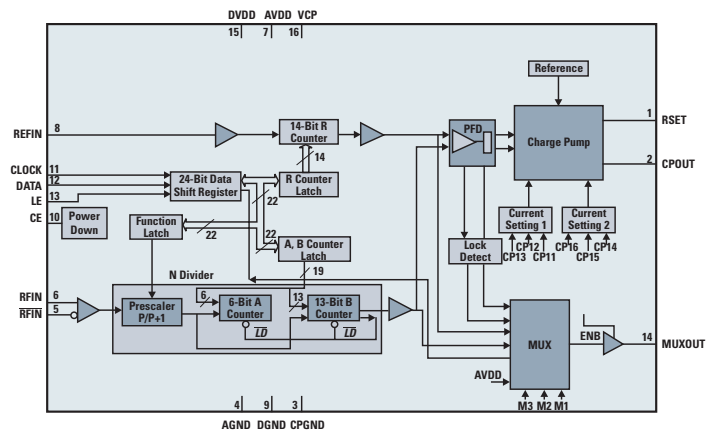 DVDD AVDD VCP
15 7 16
Reference
REFIN 8
14-Bit R
Counter
PFD
Charge Pump
1 RSET
2 CPOUT
14
CLOCK 11
DATA 12
LE 13
CE 10
24-Bit Data
Shift Register
R Counter
Latch
22
Power
Down
Function
Latch
22
22
A, B Counter
Latch
19
Current
Setting 1
Current
Setting 2
CP13 CP12 CP11
CP16 CP15 CP14
Lock
Detect
N Divider
RFIN 6
RFIN 5
Prescaler
P/P+1
6
6-Bit A
Counter
13
13-Bit B
Counter
LD
LD
MUX
ENB
14 MUXOUT
AVDD
M3 M2 M1
4 9 3
AGND DGND CPGND